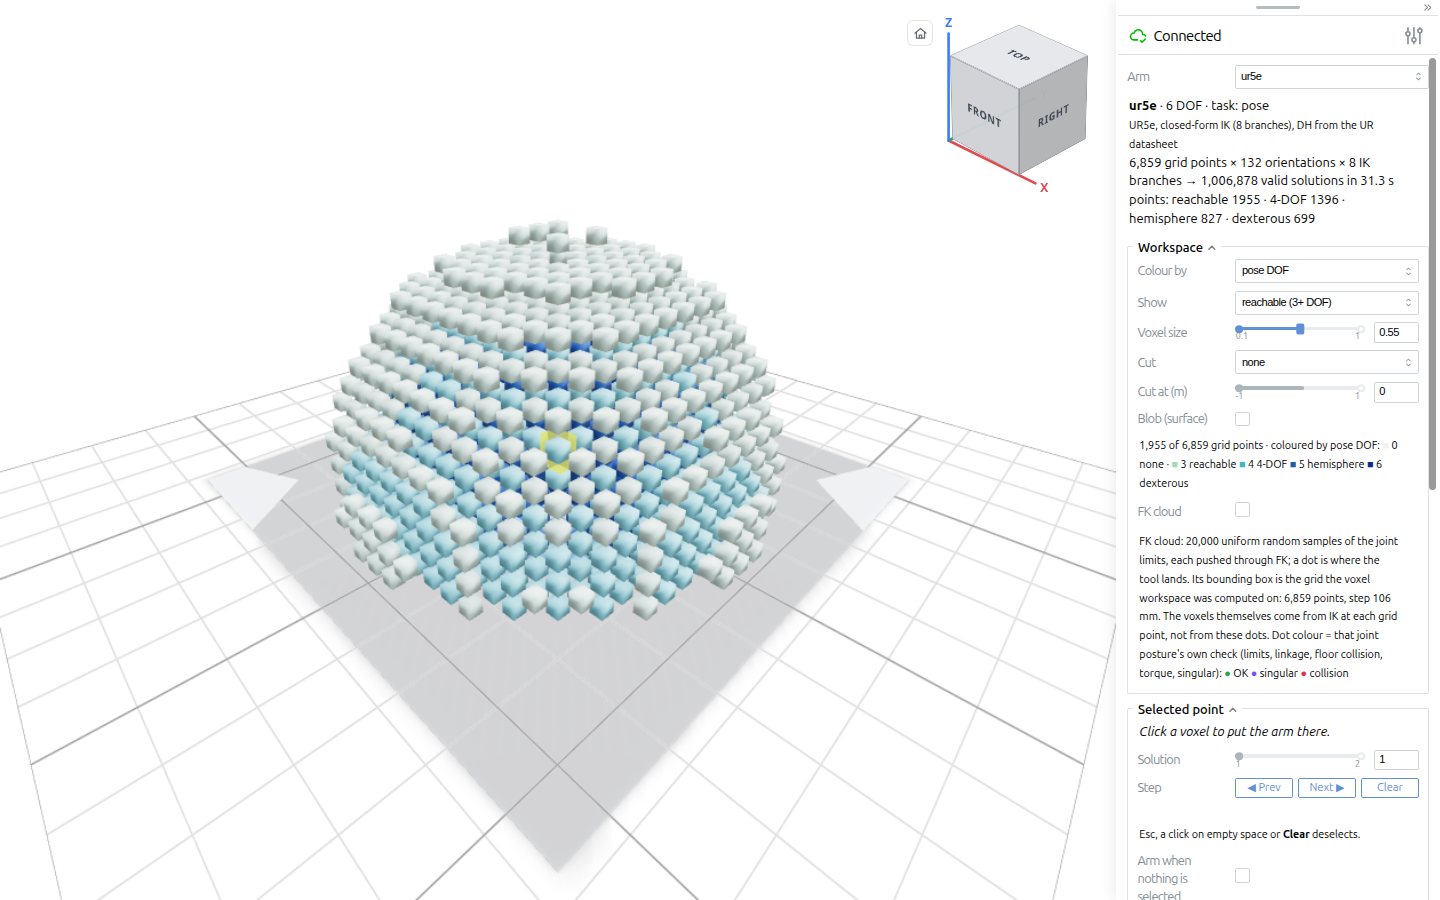 Z
TOP
FRONT
RIGHT
X
»
Connected
Arm
ur5e
ur5e · 6 DOF · task: pose
UR5e, closed-form IK (8 branches), DH from the UR
datasheet
6,859 grid points × 132 orientations × 8 IK
branches → 1,006,878 valid solutions in 31.3 s
points: reachable 1955 · 4-DOF 1396 ·
hemisphere 827 · dexterous 699
Workspace
Colour by
pose DOF
Show
reachable (3+ DOF)
Voxel size
0.1
1
0.55
Cut
none
Cut at (m)
-1
1
0
Blob (surface)
1,955 of 6,859 grid points · coloured by pose DOF: ■ 0
none · ■ 3 reachable ■ 4 4-DOF ■ 5 hemisphere ■ 6
dexterous
FK cloud
FK cloud: 20,000 uniform random samples of the joint
limits, each pushed through FK; a dot is where the
tool lands. Its bounding box is the grid the voxel
workspace was computed on: 6,859 points, step 106
mm. The voxels themselves come from IK at each grid
point, not from these dots. Dot colour = that joint
posture's own check (limits, linkage, floor collision,
torque, singular): ● OK ● singular ● collision
Selected point
Click a voxel to put the arm there.
Solution
1
2
1
Step
◀ Prev
Next ▶
Clear
Esc, a click on empty space or Clear deselects.
Arm when
nothing is
selected